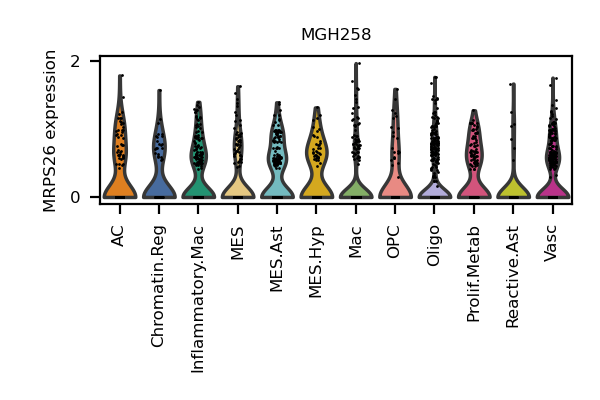 MGH258
MRPS26 expression
2
0
AC
Chromatin.Reg
Inflammatory.Mac
MES
MES.Ast
MES.Hyp
Mac
OPC
Oligo
Prolif.Metab
Reactive.Ast
Vasc